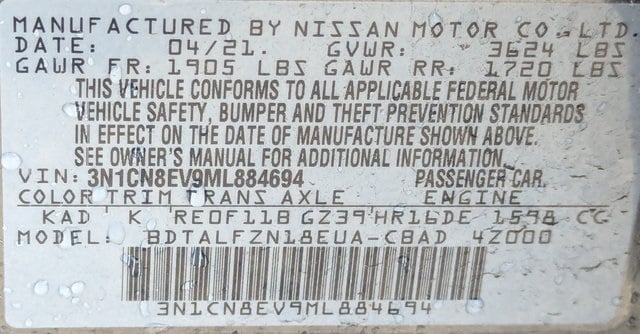 MANUFACTURED BY NISSAN MOTOR CO., LTD.
DATE: 04/21. GVWR: 3624 LBS
GAWR FR: 1905 LBS GAWR RR: 1720 LBS
THIS VEHICLE CONFORMS TO ALL APPLICABLE FEDERAL MOTOR
VEHICLE SAFETY, BUMPER AND THEFT PREVENTION STANDARDS
IN EFFECT ON THE DATE OF MANUFACTURE SHOWN ABOVE.
SEE OWNER'S MANUAL FOR ADDITIONAL INFORMATION.
VIN: 3N1CN8EV9ML884694 PASSENGER CAR.
COLOR TRIM TRANS AXLE ENGINE
KAD K RE0F11B GZ39 HR16DE 1598 CC
MODEL: BDTALFZN18EUA-CBAD 4Z000
3N1CN8EV9ML884694